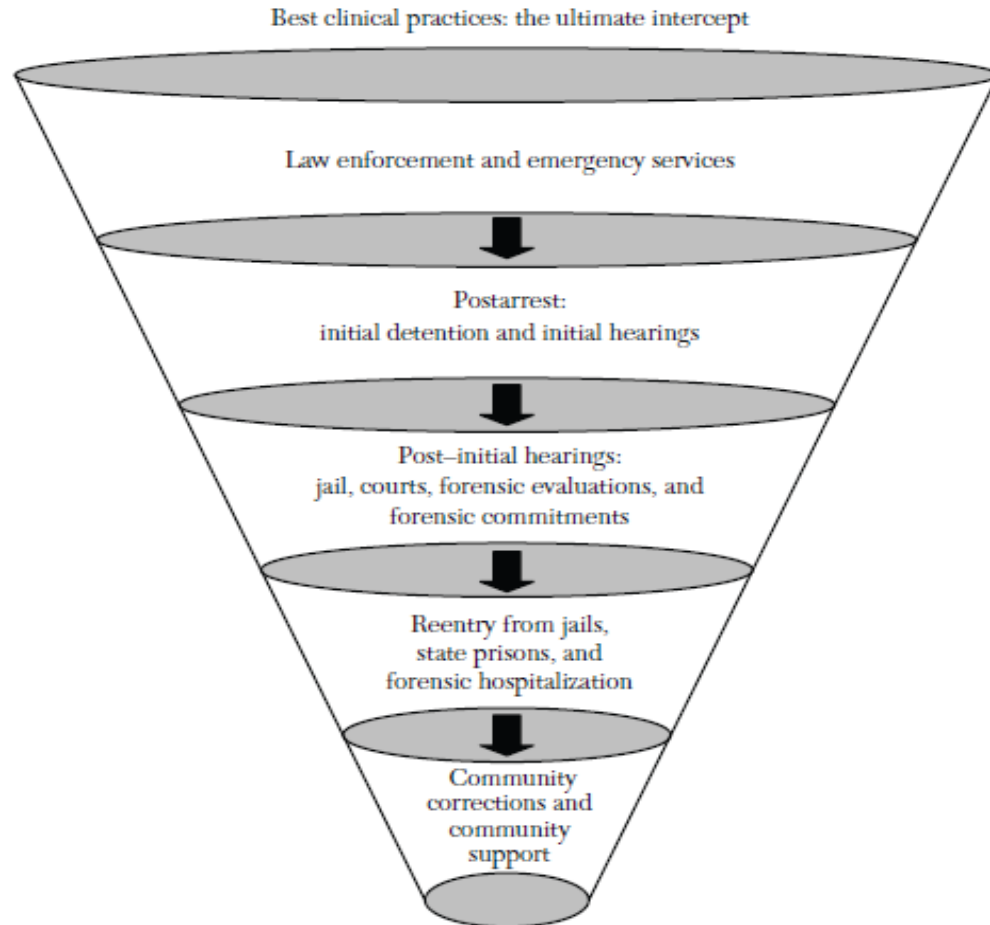 Best clinical practices: the ultimate intercept
Law enforcement and emergency services
Postarrest:
initial detention and initial hearings
Post–initial hearings:
jail, courts, forensic evaluations, and
forensic commitments
Reentry from jails,
state prisons, and
forensic hospitalization
Community
corrections and
community
support